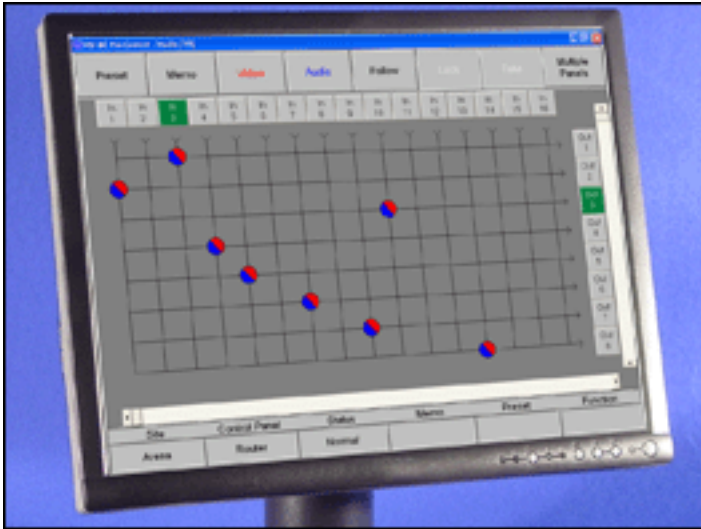 Preset Memo Video Audio Follow Lock Take Multiple Panels
In 1 In 2 In 3 In 4 In 5 In 6 In 7 In 8 In 9 In 10 In 11 In 12 In 13 In 14 In 15 In 16
Out 1
Out 2
Out 3
Out 4
Out 5
Out 6
Out 7
Out 8
Site Control Panel Status Memo Preset Function
Arena Router Normal